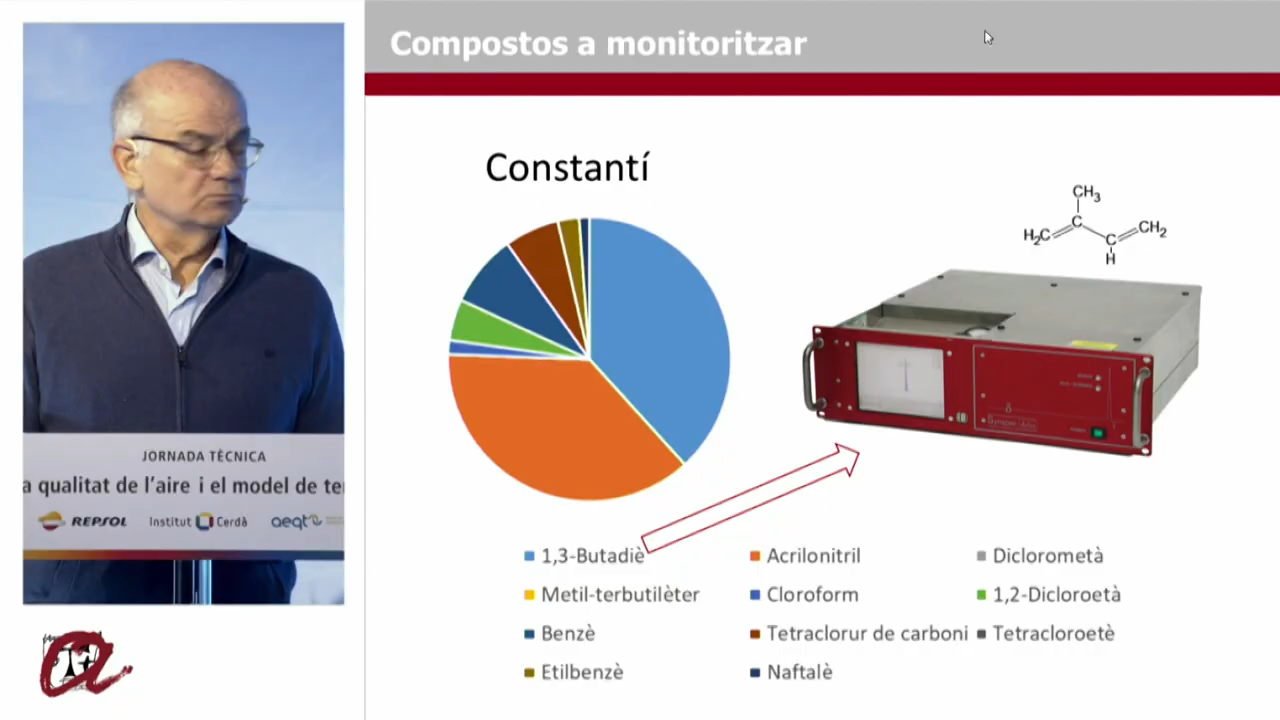 Compostos a monitoritzar
Constantí
CH3
H2C
C
C
CH2
H
JORNADA TÈCNICA
a qualitat de l'aire i el model de te
REPSOL
Institut Cerdà
aeqt
1,3-Butadiè
Acrilonitril
Diclorometà
Metil-terbutilèter
Cloroform
1,2-Dicloroetà
Benzè
Tetraclorur de carboni
Tetracloroetè
Etilbenzè
Naftalè